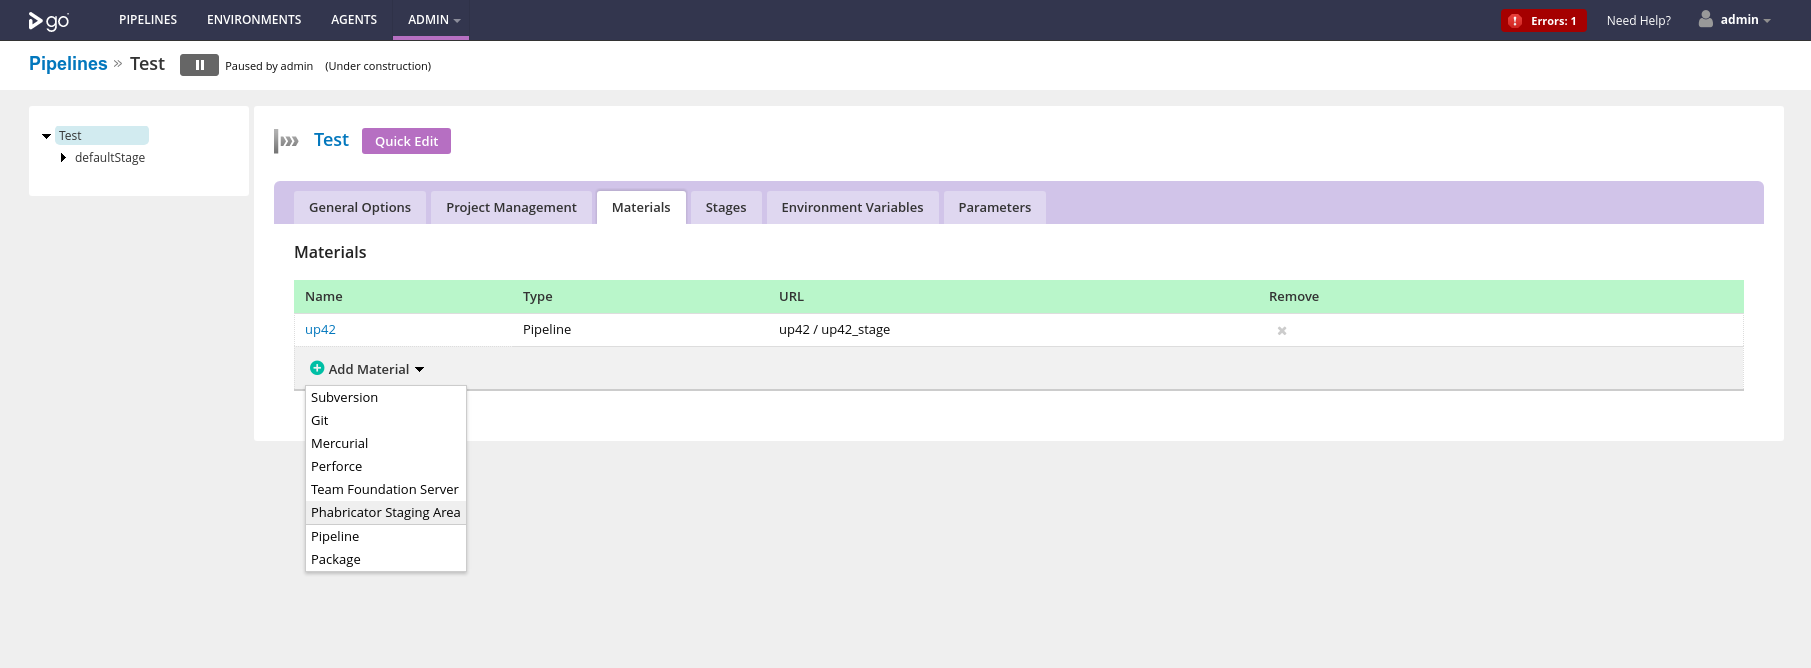 go PIPELINES ENVIRONMENTS AGENTS ADMIN Errors: 1 Need Help? admin
Pipelines » Test Paused by admin (Under construction)
Test
defaultStage
Test Quick Edit
General Options Project Management Materials Stages Environment Variables Parameters
Materials
Name Type URL Remove
up42 Pipeline up42 / up42_stage
Add Material
Subversion
Git
Mercurial
Perforce
Team Foundation Server
Phabricator Staging Area
Pipeline
Package